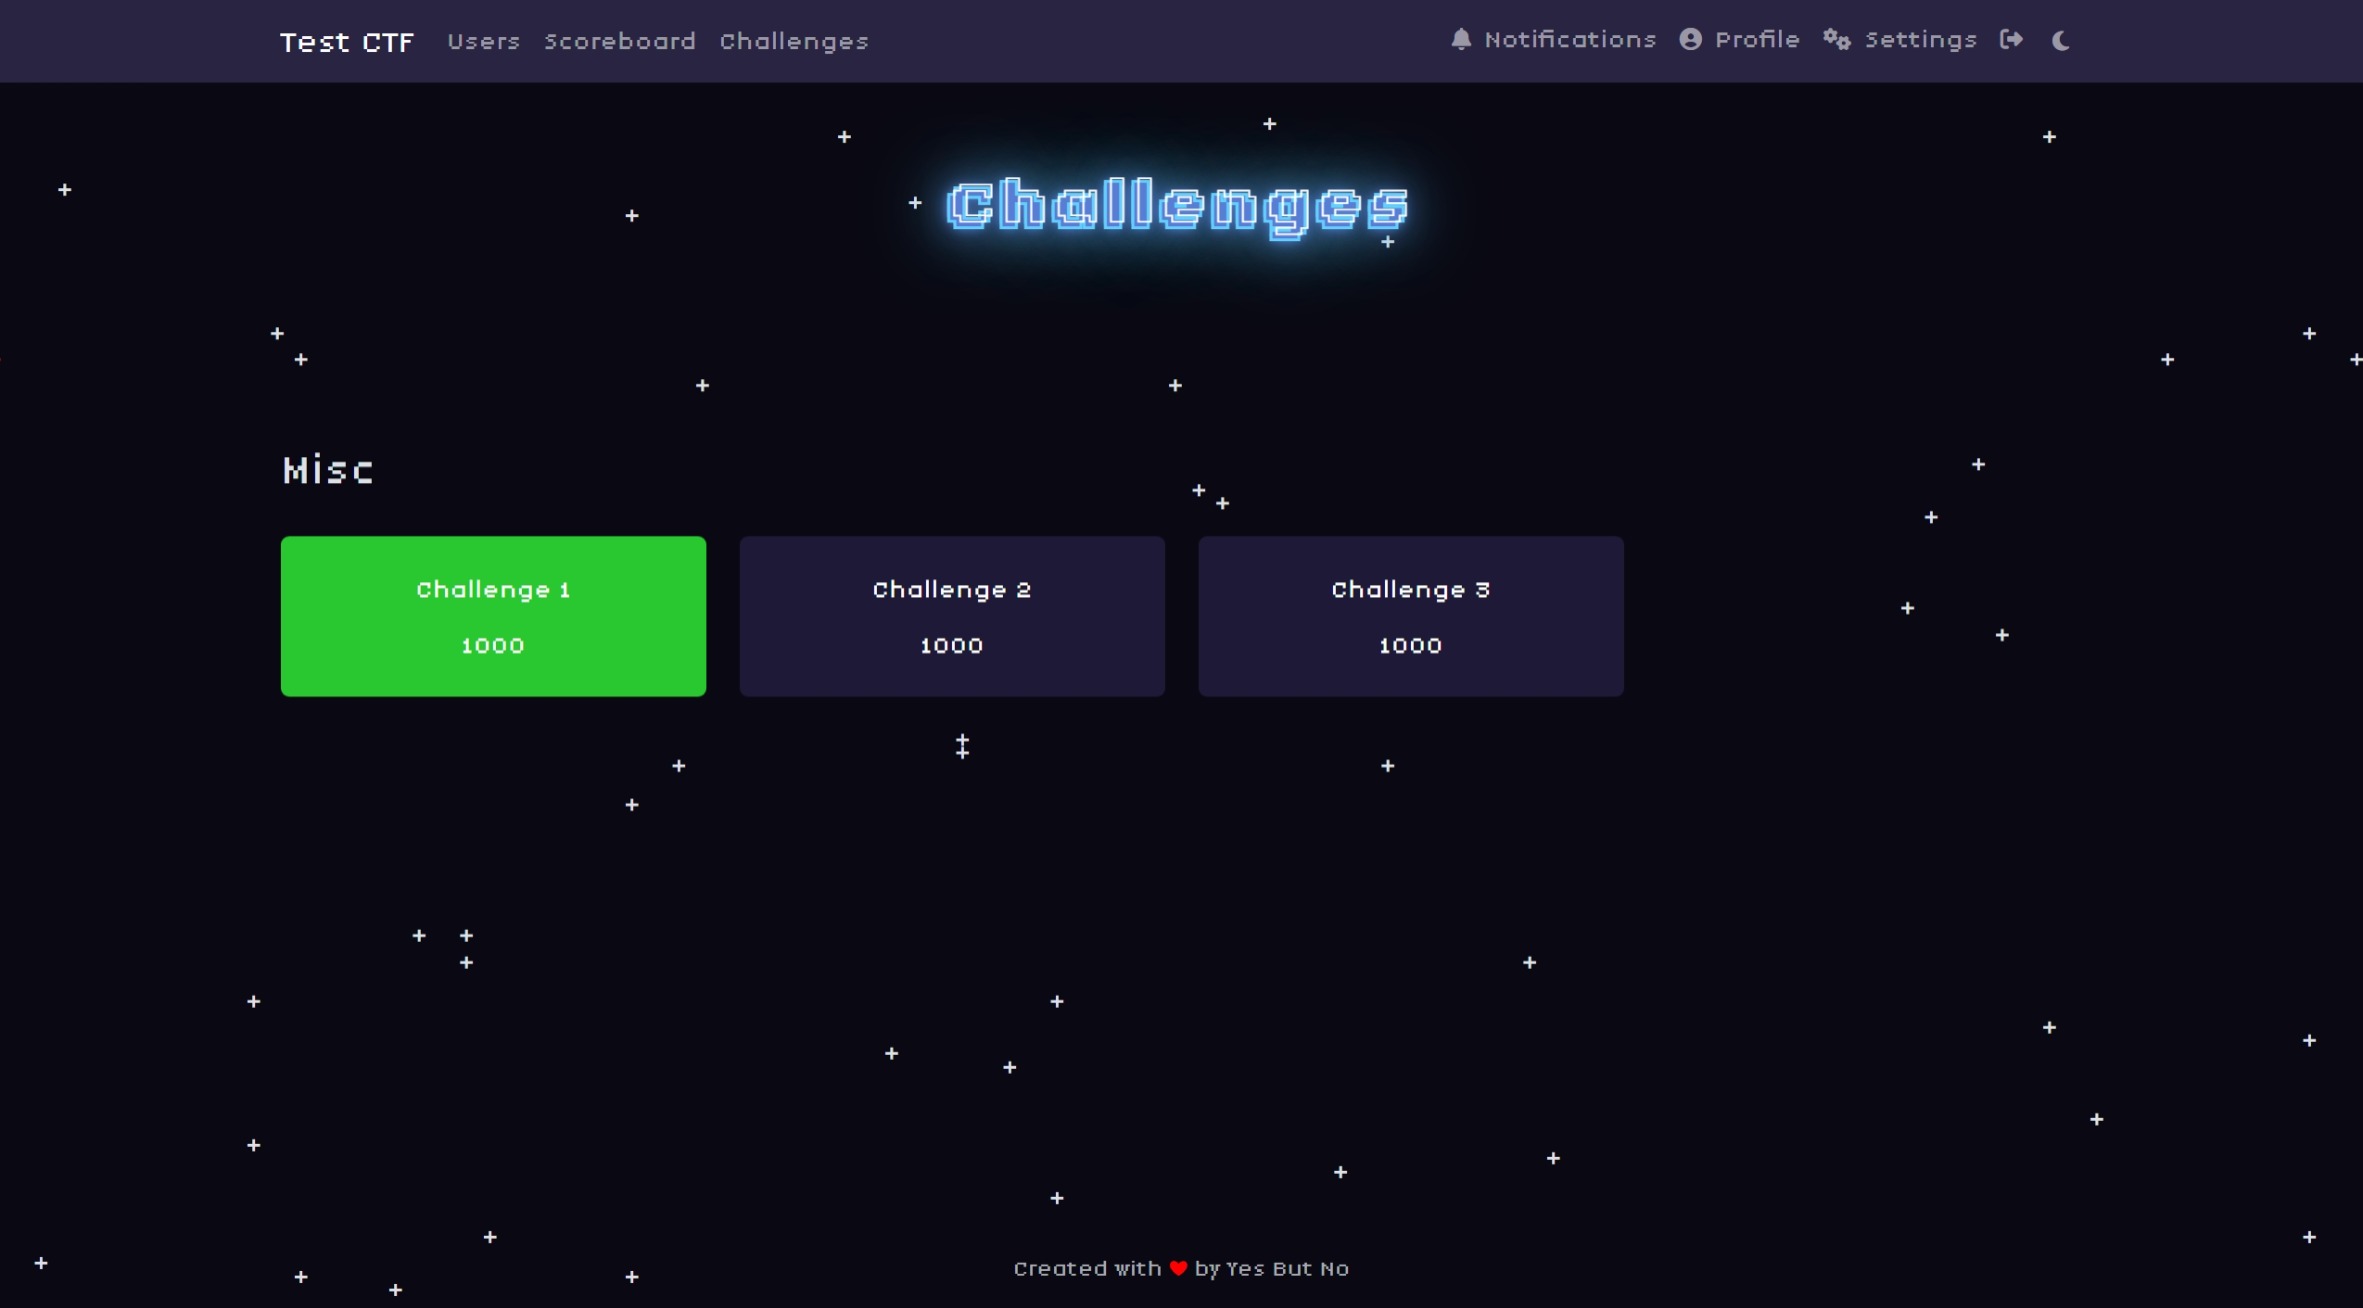 Test CTF Users Scoreboard Challenges Notifications Profile Settings
Challenges
Misc
Challenge 1
1000
Challenge 2
1000
Challenge 3
1000
Created with ❤ by Yes But No